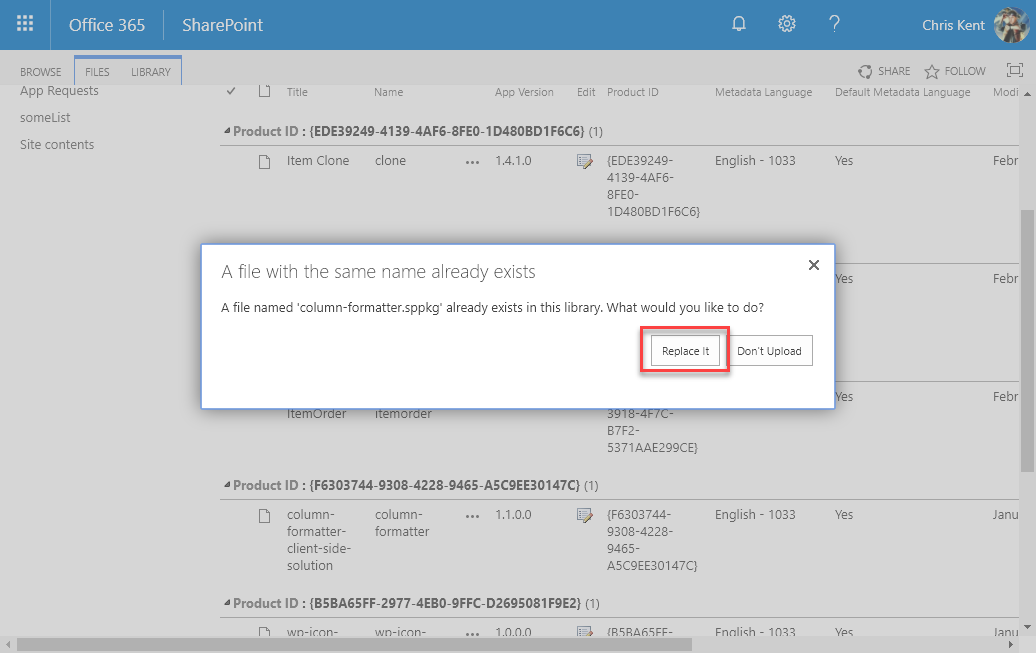 Office 365 SharePoint ? Chris Kent
BROWSE FILES LIBRARY SHARE FOLLOW
App Requests
someList
Site contents
Title Name App Version Edit Product ID Metadata Language Default Metadata Language Modi
Product ID : {EDE39249-4139-4AF6-8FE0-1D480BD1F6C6} (1)
Item Clone clone ... 1.4.1.0 {EDE39249- English - 1033 Yes Febr
4139-4AF6-
8FE0-
1D480BD1F6C6}
A file with the same name already exists
Yes Febr
A file named 'column-formatter.sppkg' already exists in this library. What would you like to do?
Replace It Don't Upload
Yes Febr
ItemOrder itemorder 3918-4F7C-
B7F2-
5371AAE299CE}
Product ID : {F6303744-9308-4228-9465-A5C9EE30147C} (1)
column- column- ... 1.1.0.0 {F6303744- English - 1033 Yes Janu
formatter- formatter 9308-4228-
client-side- 9465-
solution A5C9EE30147C}
Product ID : {B5BA65FF-2977-4EB0-9FFC-D2695081F9E2} (1)
wp-icon- wp-icon- ... 1.0.0.0 {B5BA65FF- English - 1033 Yes Janu